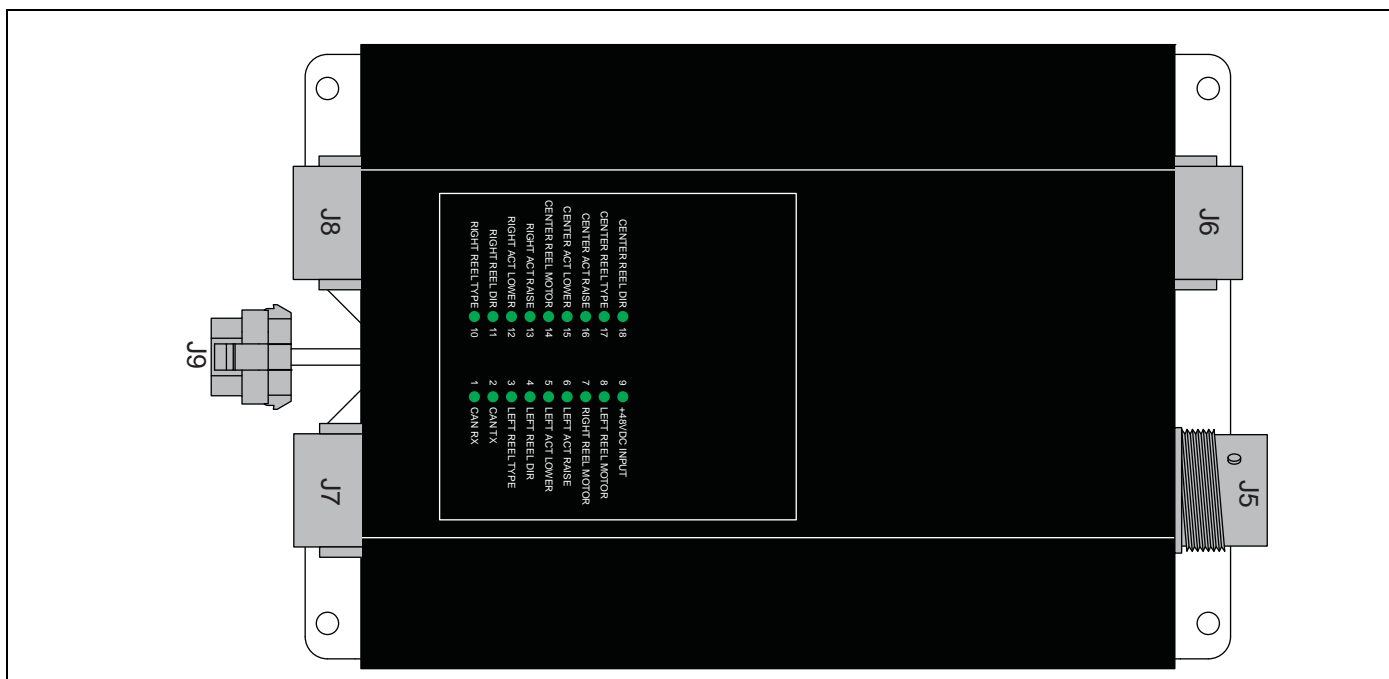 J8
J6
J9
J7
J5
0
CENTER REEL DIR 18
CENTER REEL TYPE 17
CENTER ACT RAISE 16
CENTER ACT LOWER 15
CENTER REEL MOTOR 14
RIGHT ACT RAISE 13
RIGHT ACT LOWER 12
RIGHT REEL DIR 11
RIGHT REEL TYPE 10
9 +48VDC INPUT
8 LEFT REEL MOTOR
7 RIGHT REEL MOTOR
6 LEFT ACT RAISE
5 LEFT ACT LOWER
4 LEFT REEL DIR
3 LEFT REEL TYPE
2 CAN TX
1 CAN RX